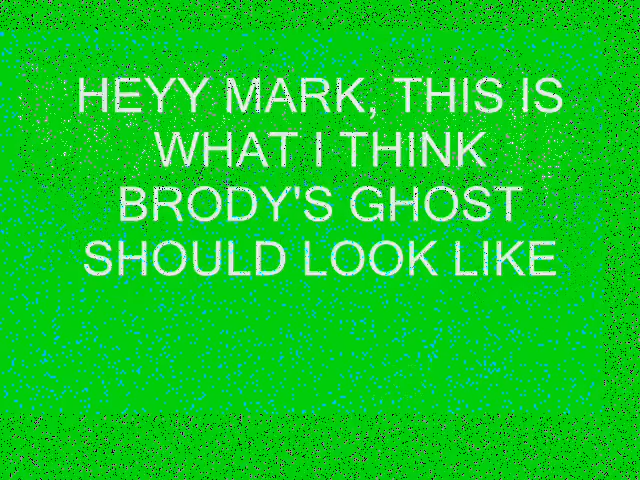 HEYY MARK, THIS IS
WHAT I THINK
BRODY'S GHOST
SHOULD LOOK LIKE